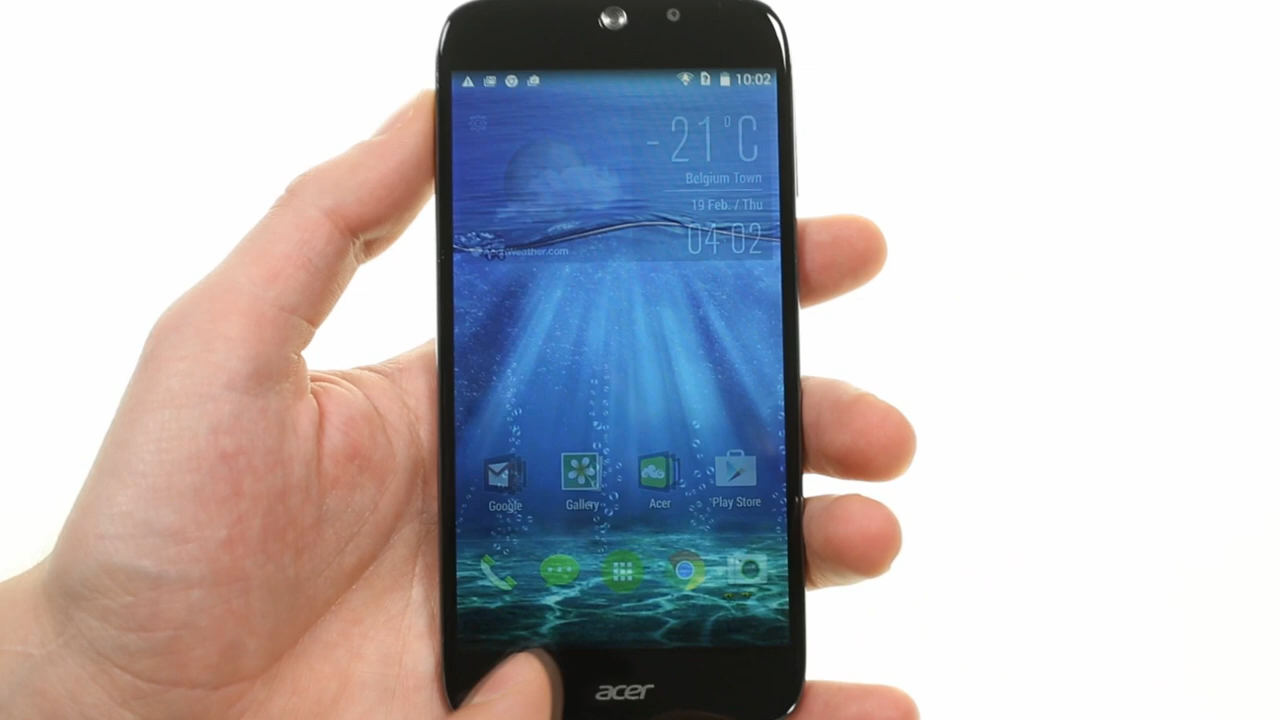 10:02
-21°C
Belgium Town
19 Feb. / Thu
04 02
AccuWeather.com
Google
Gallery
Acer
Play Store
acer